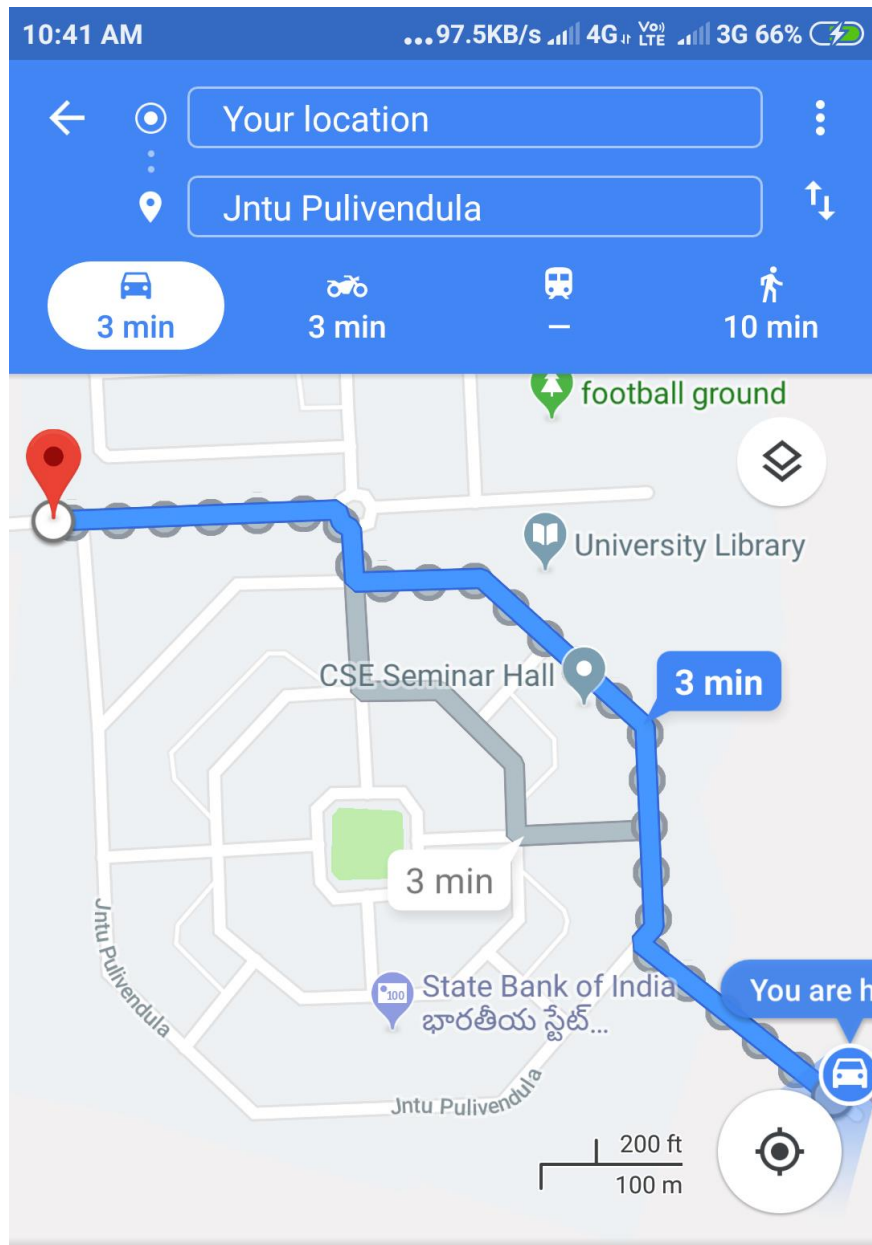 10:41 AM
...97.5KB/s 4G VoLTE 3G 66%
Your location
Jntu Pulivendula
3 min
3 min
—
10 min
football ground
University Library
CSE Seminar Hall
3 min
3 min
Jntu Pulivendula
100
State Bank of India
భారతీయ స్టేట్...
You are h
Jntu Pulivendula
200 ft
100 m